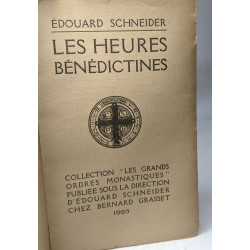 ÉDOUARD SCHNEIDER
LES HEURES
BÉNÉDICTINES
COLLECTION "LES GRANDS
ORDRES MONASTIQUES"
PUBLIÉE SOUS LA DIRECTION
D'ÉDOUARD SCHNEIDER
CHEZ BERNARD GRASSET
1925